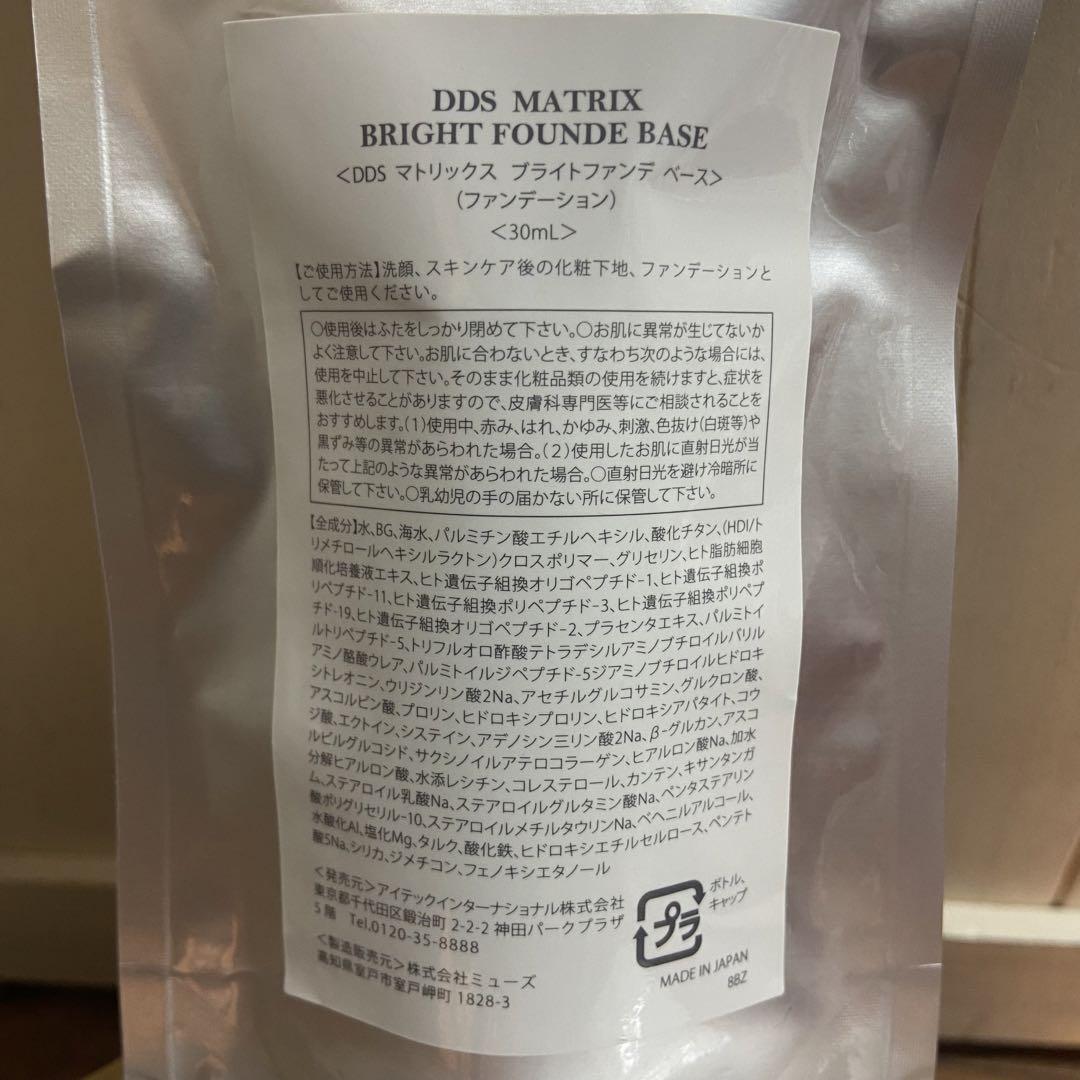 DDS MATRIX
BRIGHT FOUNDE BASE
<DDS マトリックス ブライトファンデ ベース>
(ファンデーション)
<30mL>
【ご使用方法】洗顔、スキンケア後の化粧下地、ファンデーションと
してご使用ください。
○使用後はふたをしっかり閉めて下さい。○お肌に異常が生じてないか
よく注意して下さい。お肌に合わないとき、すなわち次のような場合には、
使用を中止して下さい。そのまま化粧品類の使用を続けますと、症状を
悪化させることがありますので、皮膚科専門医等にご相談されることを
おすすめします。(1)使用中、赤み、はれ、かゆみ、刺激、色抜け(白斑等)や
黒ずみ等の異常があらわれた場合。(2)使用したお肌に直射日光が当
たって上記のような異常があらわれた場合。○直射日光を避け冷暗所に
保管して下さい。○乳幼児の手の届かない所に保管して下さい。
【全成分】水、BG、海水、パルミチン酸エチルヘキシル、酸化チタン、(HDI/ト
リメチロールヘキシルラクトン)クロスポリマー、グリセリン、ヒト脂肪細胞
順化培養液エキス、ヒト遺伝子組換オリゴペプチド-1、ヒト遺伝子組換ポ
リペプチド-11、ヒト遺伝子組換ポリペプチド-3、ヒト遺伝子組換ポリペプ
チド-19、ヒト遺伝子組換オリゴペプチド-2、プラセンタエキス、パルミトイ
ルトリペプチド-5、トリフルオロ酢酸テトラデシルアミノブチロイルバリル
アミノ酪酸ウレア、パルミトイルジペプチド-5ジアミノブチロイルヒドロキ
シトレオニン、ウリジンリン酸2Na、アセチルグルコサミン、グルクロン酸、
アスコルビン酸、プロリン、ヒドロキシプロリン、ヒドロキシアパタイト、コウ
ジ酸、エクトイン、システイン、アデノシン三リン酸2Na、β-グルカン、アスコ
ルビルグルコシド、サクシノイルアテロコラーゲン、ヒアルロン酸Na、加水
分解ヒアルロン酸、水添レシチン、コレステロール、カンテン、キサンタンガ
ム、ステアロイル乳酸Na、ステアロイルグルタミン酸Na、ペンタステアリン
酸ポリグリセリル-10、ステアロイルメチルタウリンNa、ベヘニルアルコール、
水酸化Al、塩化Mg、タルク、酸化鉄、ヒドロキシエチルセルロース、ペンテト
酸5Na、シリカ、ジメチコン、フェノキシエタノール
<発売元>アイテックインターナショナル株式会社
東京都千代田区鍛治町 2-2-2 神田パークプラザ
5階 Tel.0120-35-8888
<製造販売元>株式会社ミューズ
高知県室戸市室戸岬町 1828-3
プラ
ボトル、
キャップ
MADE IN JAPAN
8BZ